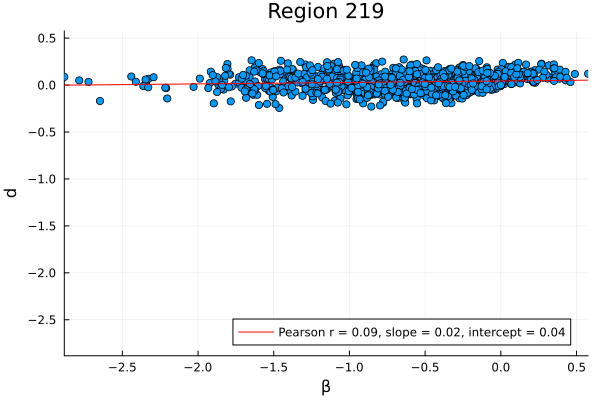 Region 219
0.5
0.0
−0.5
−1.0
−1.5
−2.0
−2.5
d
Pearson r = 0.09, slope = 0.02, intercept = 0.04
−2.5 −2.0 −1.5 −1.0 −0.5 0.0 0.5
β